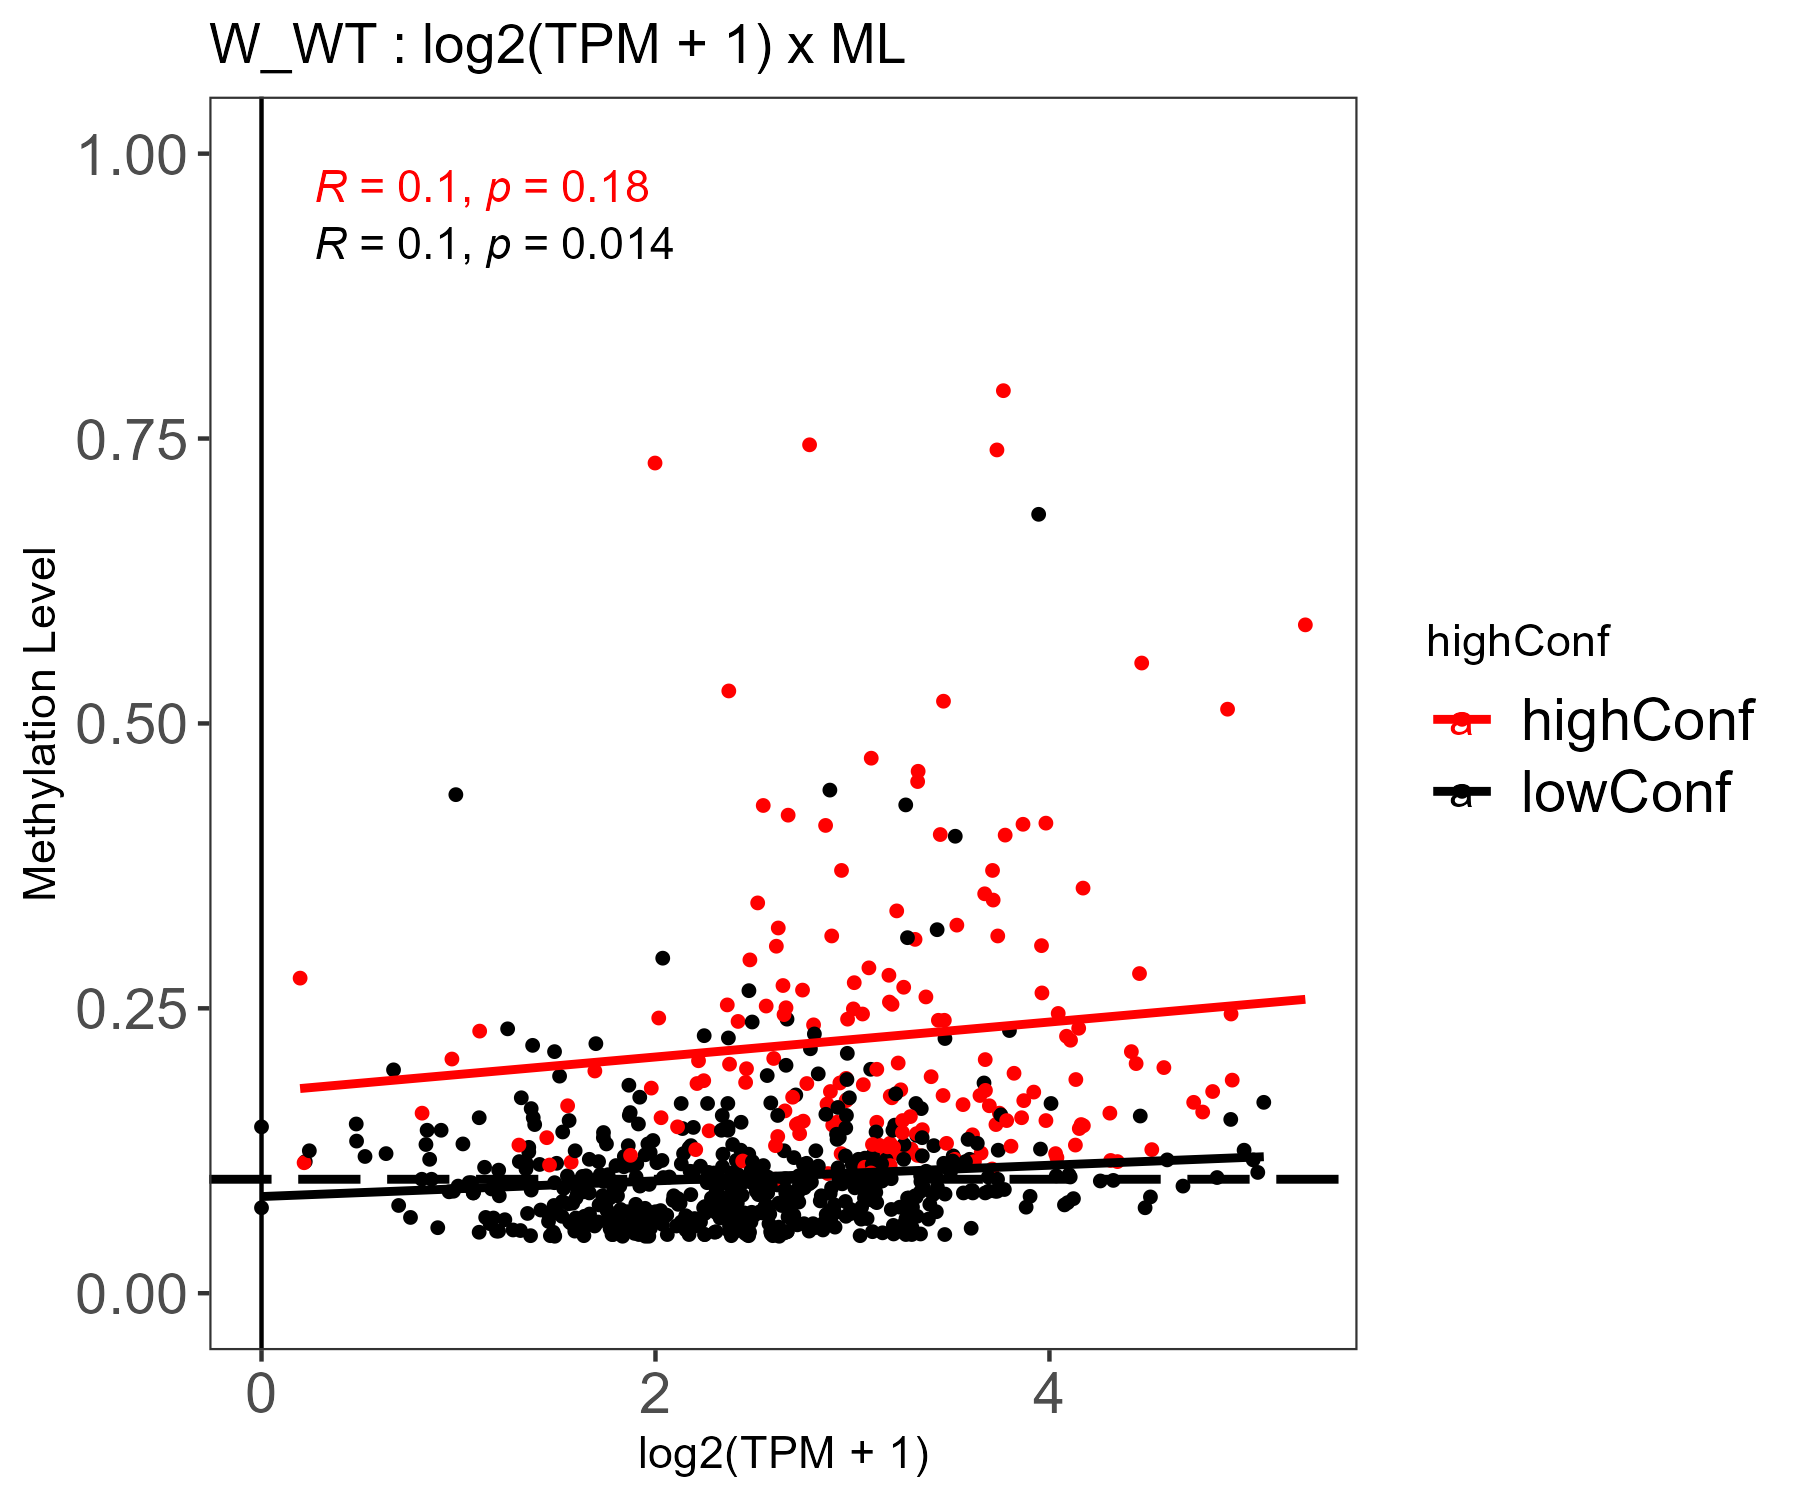 W_WT : log2(TPM + 1) x ML
1.00
0.75
0.50
0.25
0.00
Methylation Level
R = 0.1, p = 0.18
R = 0.1, p = 0.014
0 2 4
log2(TPM + 1)
highConf
a highConf
a lowConf